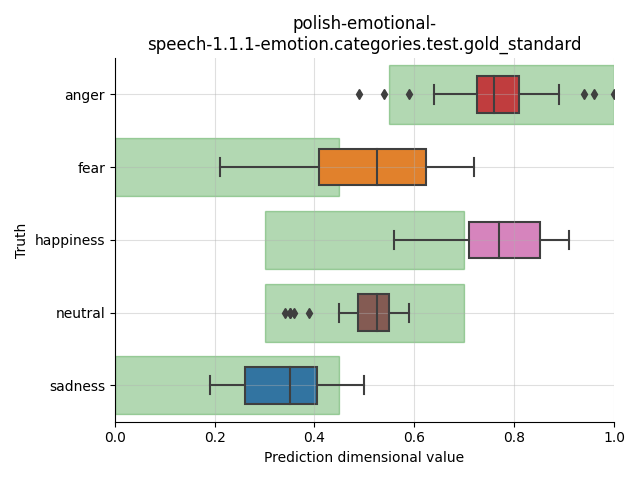 polish-emotional-
speech-1.1.1-emotion.categories.test.gold_standard
Truth
anger
fear
happiness
neutral
sadness
0.0 0.2 0.4 0.6 0.8 1.0
Prediction dimensional value